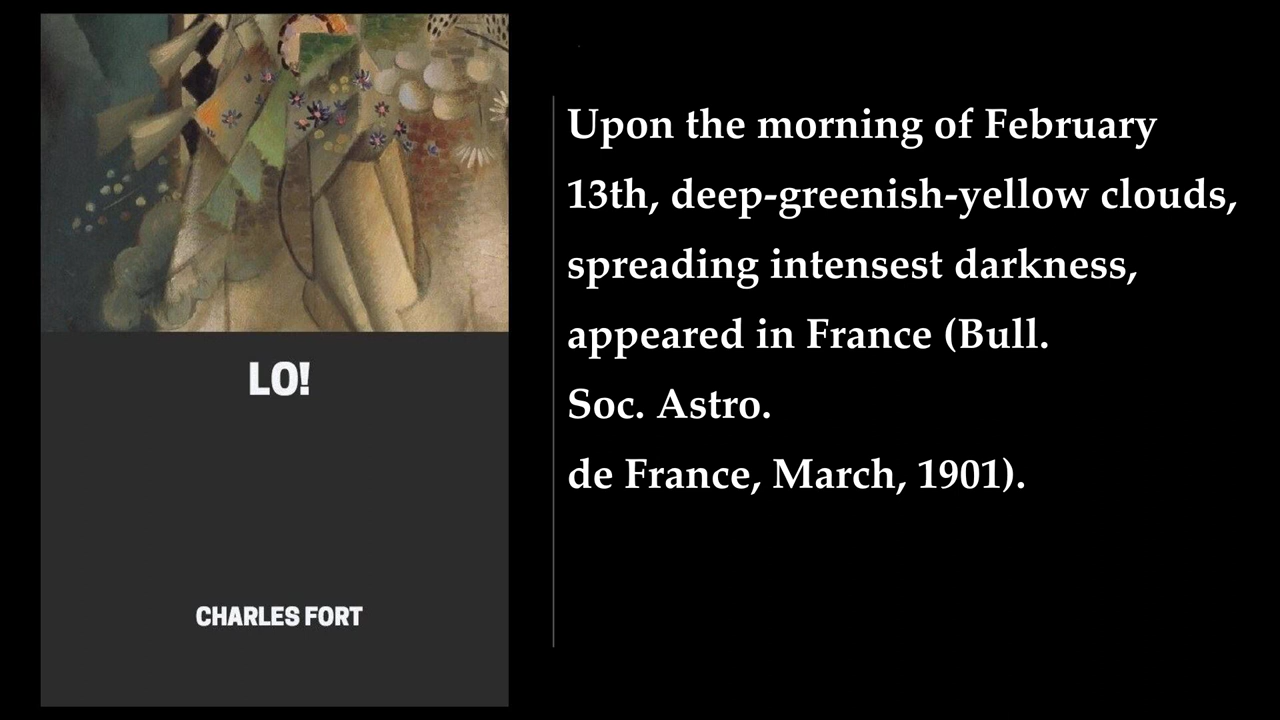 LO!
CHARLES FORT
Upon the morning of February
13th, deep-greenish-yellow clouds,
spreading intensest darkness,
appeared in France (Bull.
Soc. Astro.
de France, March, 1901).